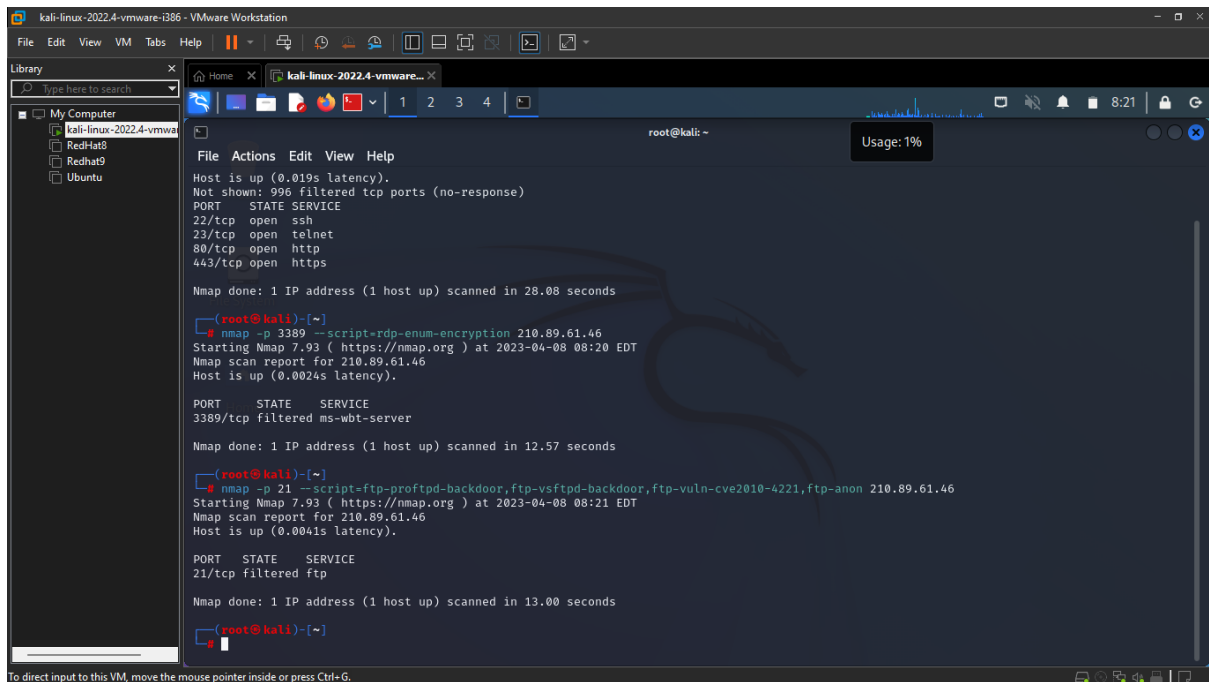 kali-linux-2022.4-vmware-i386 - VMware Workstation
File Edit View VM Tabs Help
Library
Type here to search
My Computer
kali-linux-2022.4-vmwar
RedHat8
Redhat9
Ubuntu
Home
kali-linux-2022.4-vmware...
1 2 3 4
8:21
root@kali: ~
Usage: 1%
File Actions Edit View Help
Host is up (0.019s latency).
Not shown: 996 filtered tcp ports (no-response)
PORT STATE SERVICE
22/tcp open ssh
23/tcp open telnet
80/tcp open http
443/tcp open https
Nmap done: 1 IP address (1 host up) scanned in 28.08 seconds
(root㉿kali)-[~]
# nmap -p 3389 --script=rdp-enum-encryption 210.89.61.46
Starting Nmap 7.93 ( https://nmap.org ) at 2023-04-08 08:20 EDT
Nmap scan report for 210.89.61.46
Host is up (0.0024s latency).
PORT STATE SERVICE
3389/tcp filtered ms-wbt-server
Nmap done: 1 IP address (1 host up) scanned in 12.57 seconds
(root㉿kali)-[~]
# nmap -p 21 --script=ftp-proftpd-backdoor,ftp-vsftpd-backdoor,ftp-vuln-cve2010-4221,ftp-anon 210.89.61.46
Starting Nmap 7.93 ( https://nmap.org ) at 2023-04-08 08:21 EDT
Nmap scan report for 210.89.61.46
Host is up (0.0041s latency).
PORT STATE SERVICE
21/tcp filtered ftp
Nmap done: 1 IP address (1 host up) scanned in 13.00 seconds
(root㉿kali)-[~]
#
To direct input to this VM, move the mouse pointer inside or press Ctrl+G.